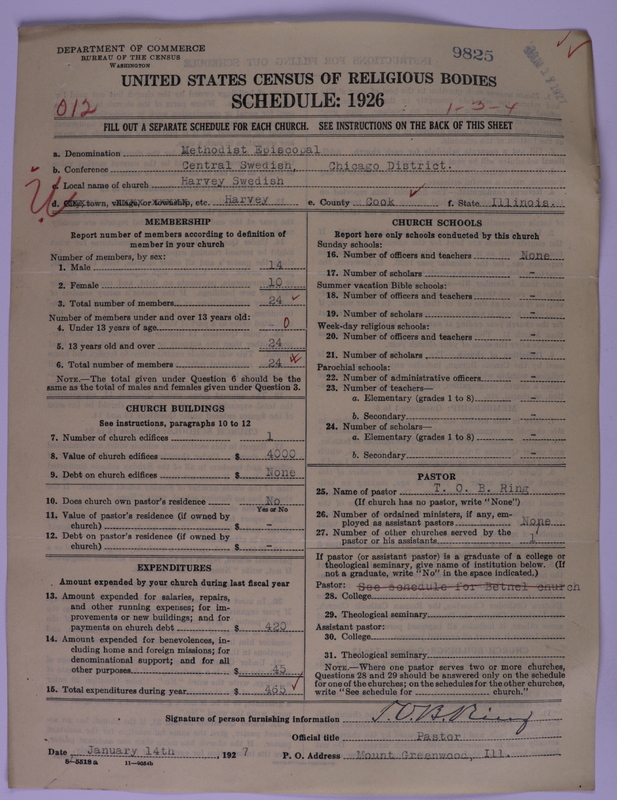 DEPARTMENT OF COMMERCE
BUREAU OF THE CENSUS
WASHINGTON
9825
UNITED STATES CENSUS OF RELIGIOUS BODIES
SCHEDULE: 1926
012
1-3-4
FILL OUT A SEPARATE SCHEDULE FOR EACH CHURCH. SEE INSTRUCTIONS ON THE BACK OF THIS SHEET
a. Denomination Methodist Episcopal
b. Conference Central Swedish, Chicago District.
c. Local name of church Harvey Swedish
d. City, town, village, or township, etc. Harvey e. County Cook f. State Illinois.
MEMBERSHIP
Report number of members according to definition of
member in your church
Number of members, by sex:
1. Male 14
2. Female 10
3. Total number of members 24
Number of members under and over 13 years old:
4. Under 13 years of age - 0
5. 13 years old and over 24
6. Total number of members 24
NOTE.—The total given under Question 6 should be the
same as the total of males and females given under Question 3.
CHURCH BUILDINGS
See instructions, paragraphs 10 to 12
7. Number of church edifices 1
8. Value of church edifices $ 4000
9. Debt on church edifices $ None
10. Does church own pastor's residence No
Yes or No
11. Value of pastor's residence (if owned by
church) $ -
12. Debt on pastor's residence (if owned by
church) $ -
EXPENDITURES
Amount expended by your church during last fiscal year
13. Amount expended for salaries, repairs,
and other running expenses; for im-
provements or new buildings; and for
payments on church debt $ 420
14. Amount expended for benevolences, in-
cluding home and foreign missions; for
denominational support; and for all
other purposes $ 45
15. Total expenditures during year $ 465
CHURCH SCHOOLS
Report here only schools conducted by this church
Sunday schools:
16. Number of officers and teachers None
17. Number of scholars -
Summer vacation Bible schools:
18. Number of officers and teachers -
19. Number of scholars -
Week-day religious schools:
20. Number of officers and teachers -
21. Number of scholars -
Parochial schools:
22. Number of administrative officers -
23. Number of teachers—
a. Elementary (grades 1 to 8) -
b. Secondary -
24. Number of scholars—
a. Elementary (grades 1 to 8) -
b. Secondary -
PASTOR
25. Name of pastor T. O. B. Ring
(If church has no pastor, write "None")
26. Number of ordained ministers, if any, em-
ployed as assistant pastors None
27. Number of other churches served by the
pastor or his assistants 1
If pastor (or assistant pastor) is a graduate of a college or
theological seminary, give name of institution below. (If
not a graduate, write "No" in the space indicated.)
Pastor: See schedule for Bethel church
28. College
29. Theological seminary
Assistant pastor:
30. College
31. Theological seminary
NOTE.—Where one pastor serves two or more churches,
Questions 28 and 29 should be answered only on the schedule
for one of the churches; on the schedules for the other churches,
write "See schedule for church."
Signature of person furnishing information T. O. B. Ring
Official title Pastor
Date January 14th, 1927 P. O. Address Mount Greenwood, Ill.
8-5518a 11-9054b